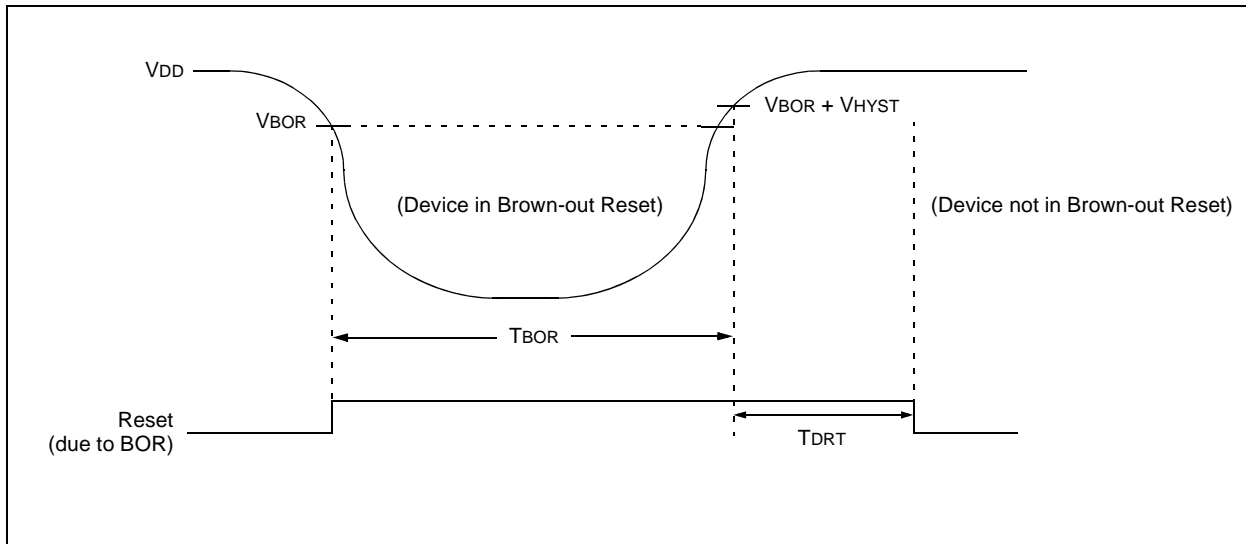 VDD
VBOR + VHYST
VBOR
(Device in Brown-out Reset)
(Device not in Brown-out Reset)
TBOR
Reset
(due to BOR)
TDRT